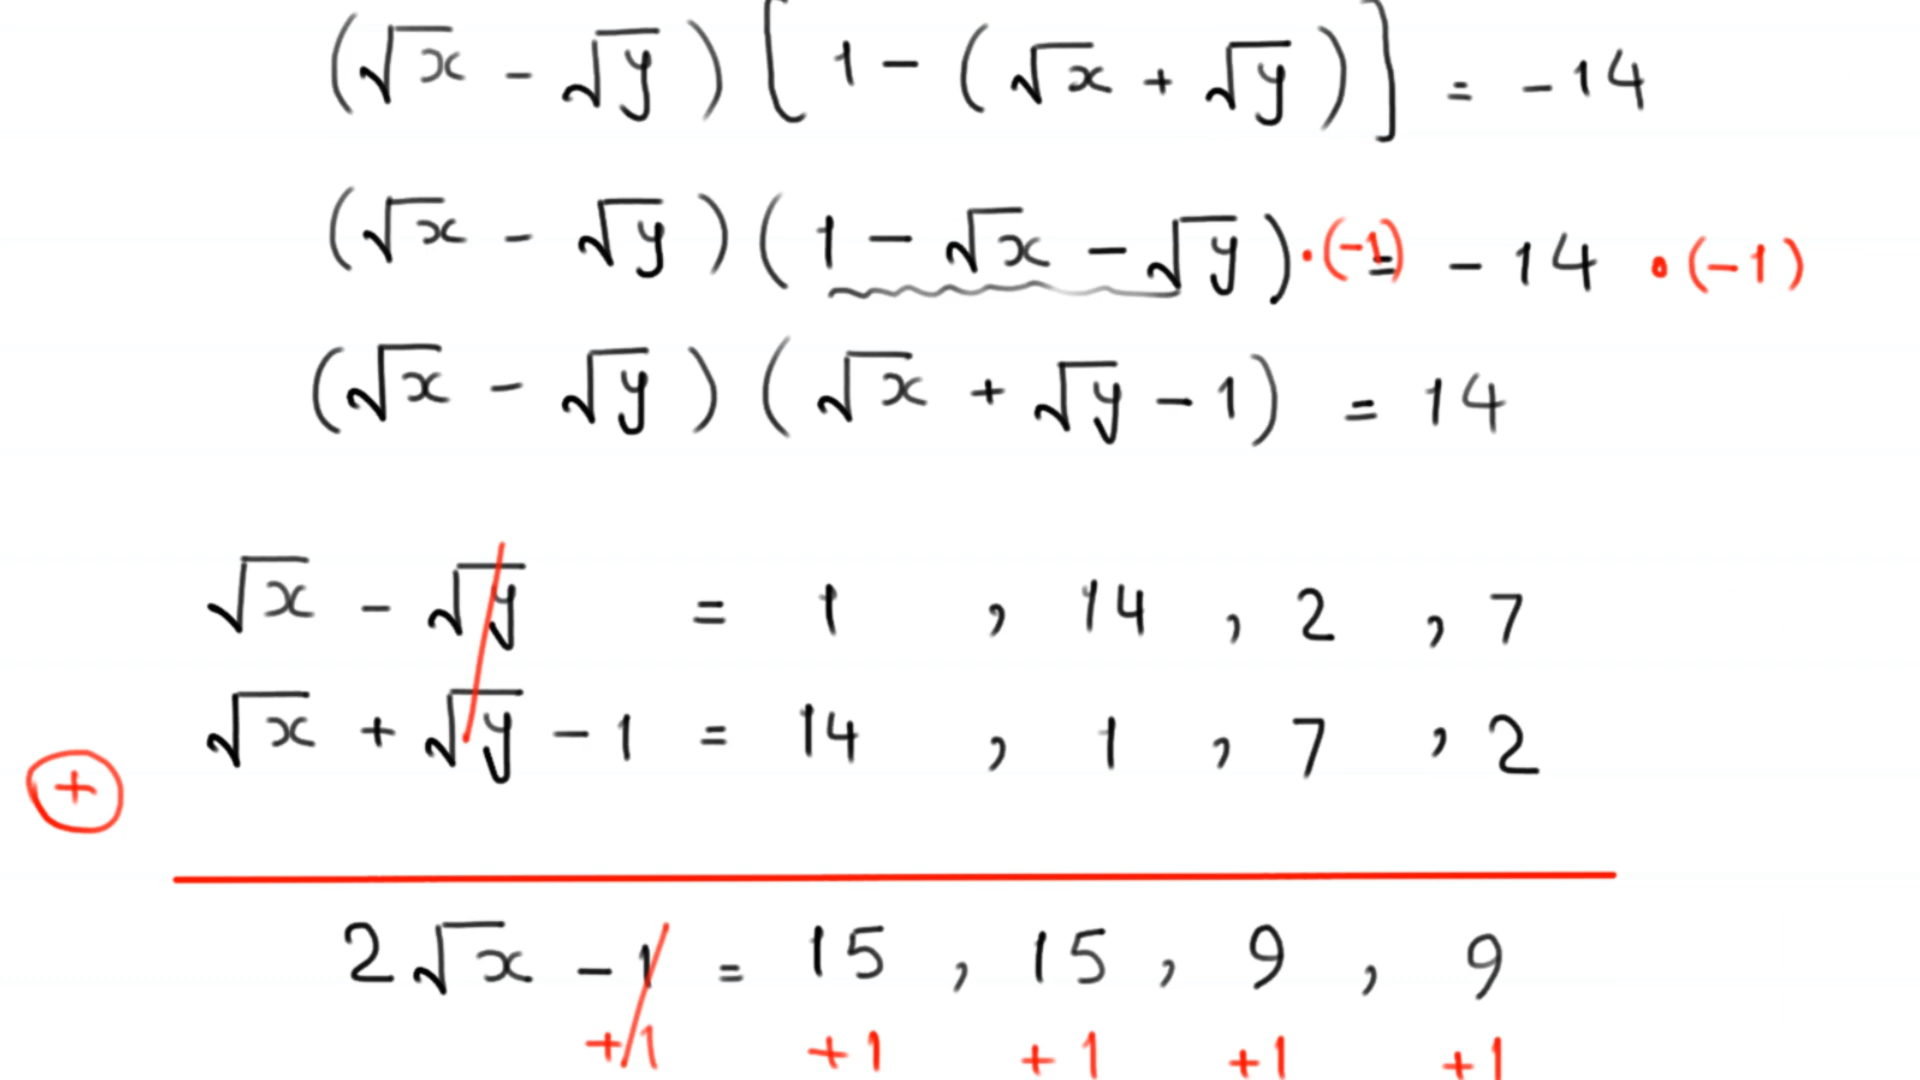 (√x - √y) [1 - (√x + √y)] = -14
(√x - √y) (1 - √x - √y) · (-1) = -14 · (-1)
(√x - √y) (√x + √y - 1) = 14
√x - √y = 1 , 14 , 2 , 7
√x + √y - 1 = 14 , 1 , 7 , 2
+
2√x - 1 = 15 , 15 , 9 , 9
+1 +1 +1 +1 +1